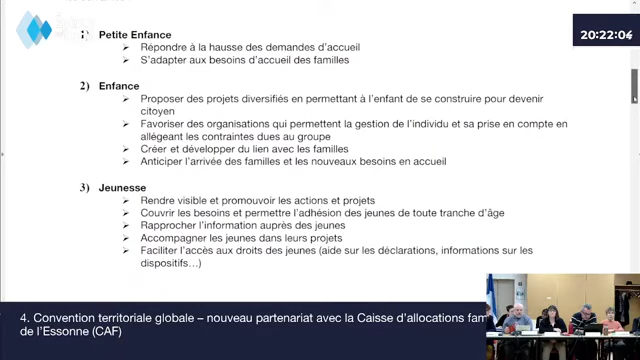 20:22:04
1) Petite Enfance
Répondre à la hausse des demandes d'accueil
S'adapter aux besoins d'accueil des familles
2) Enfance
Proposer des projets diversifiés en permettant à l'enfant de se construire pour devenir
citoyen
Favoriser des organisations qui permettent la gestion de l'individu et sa prise en compte en
allégeant les contraintes dues au groupe
Créer et développer du lien avec les familles
Anticiper l'arrivée des familles et les nouveaux besoins en accueil
3) Jeunesse
Rendre visible et promouvoir les actions et projets
Couvrir les besoins et permettre l'adhésion des jeunes de toute tranche d'âge
Rapprocher l'information auprès des jeunes
Accompagner les jeunes dans leurs projets
Faciliter l'accès aux droits des jeunes (aide sur les déclarations, informations sur les
dispositifs...)
4. Convention territoriale globale – nouveau partenariat avec la Caisse d'allocations fam
de l'Essonne (CAF)